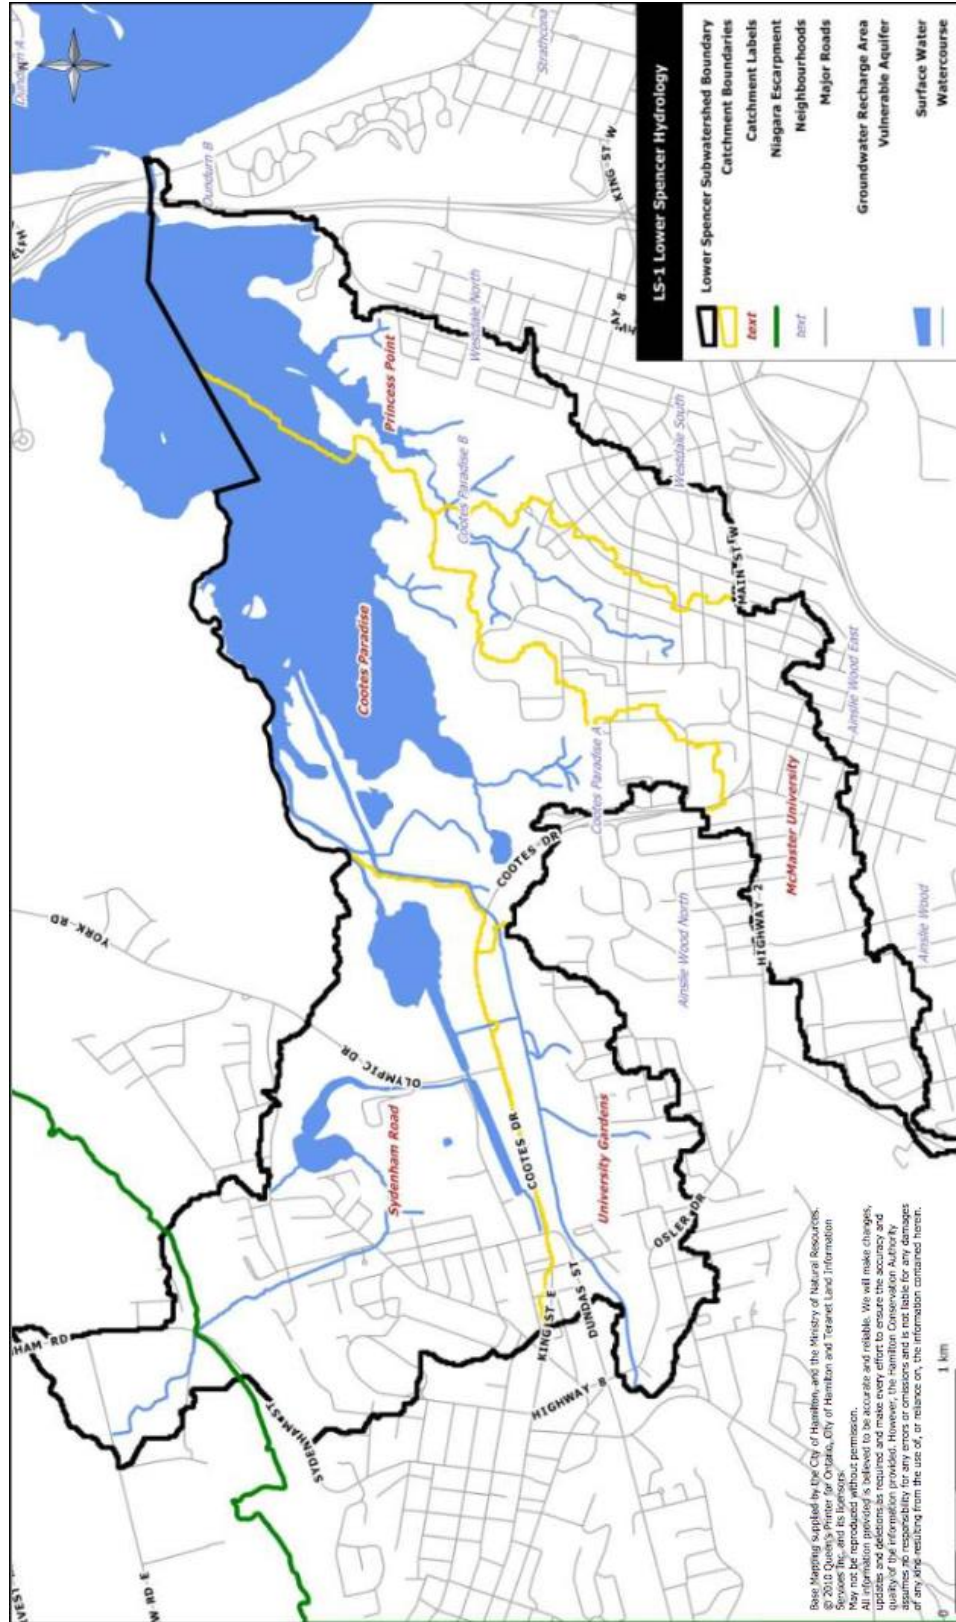 LS-1 Lower Spencer Hydrology
Lower Spencer Subwatershed Boundary
Catchment Boundaries
text Catchment Labels
Niagara Escarpment
text Neighbourhoods
Major Roads
Groundwater Recharge Area
Vulnerable Aquifer
Surface Water
Watercourse
N
Dundurn A
Strathcona
Dundurn B
KING ST W
Westdale North
Princess Point
Cootes Paradise B
Westdale South
MAIN ST W
Cootes Paradise
Ainslie Wood East
Cootes Paradise A
McMaster University
COOTES DR
HIGHWAY 2
Ainslie Wood North
Ainslie Wood
YORK RD
OLYMPIC DR
Sydenham Road
COOTES DR
University Gardens
OSLER DR
DUNDAS ST
KING ST E
HIGHWAY 8
HAM RD
SYDENHAM ST
W RD E
Base Mapping supplied by the City of Hamilton, and the Ministry of Natural Resources.
© 2010 Queen's Printer for Ontario, City of Hamilton and Teranet Land Information
Services Inc. and its licensors.
May not be reproduced without permission.
All information provided is believed to be accurate and reliable. We will make changes,
updates and deletions as required and make every effort to ensure the accuracy and
quality of the information provided. However, the Hamilton Conservation Authority
assumes no responsibility for any errors or omissions and is not liable for any damages
of any kind resulting from the use of, or reliance on, the information contained herein.
0 1 km